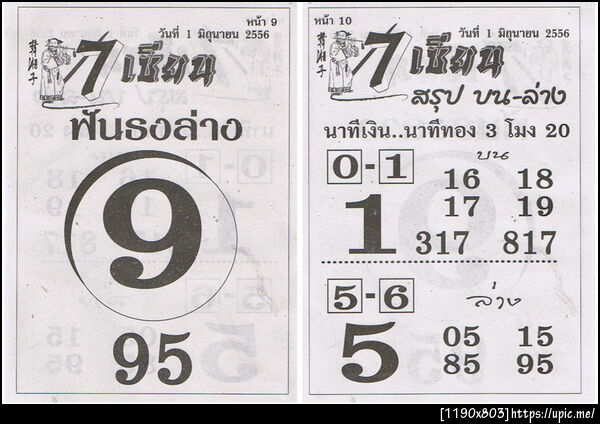 หน้า 9
วันที่ 1 มิถุนายน 2556
7 เซียน
ฟันธงล่าง
9
95
หน้า 10
วันที่ 1 มิถุนายน 2556
7 เซียน
สรุป บน-ล่าง
นาทีเงิน..นาทีทอง 3 โมง 20
0-1 บน
1
16 18
17 19
317 817
5-6 ล่าง
5
05 15
85 95
[1190x803]https://upic.me/